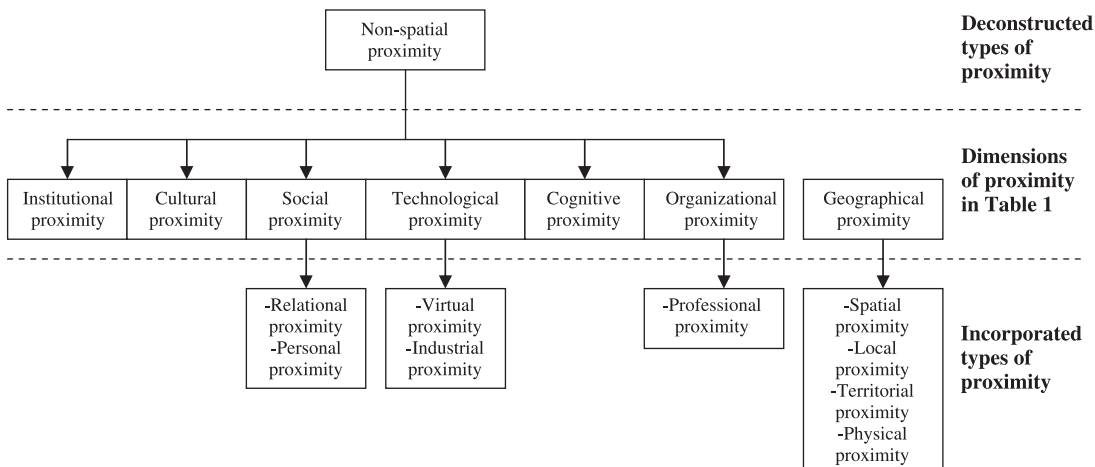 Non-spatial
proximity
Deconstructed
types of
proximity
Institutional
proximity
Cultural
proximity
Social
proximity
Technological
proximity
Cognitive
proximity
Organizational
proximity
Geographical
proximity
Dimensions
of proximity
in Table 1
-Relational
proximity
-Personal
proximity
-Virtual
proximity
-Industrial
proximity
-Professional
proximity
-Spatial
proximity
-Local
proximity
-Territorial
proximity
-Physical
proximity
Incorporated
types of
proximity